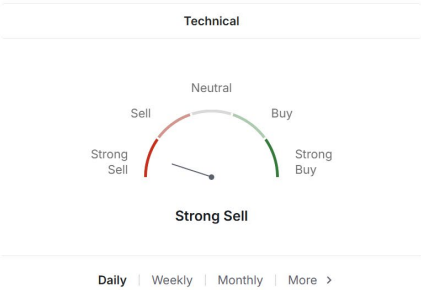 Technical
Neutral
Sell
Buy
Strong
Sell
Strong
Buy
Strong Sell
Daily | Weekly | Monthly | More >